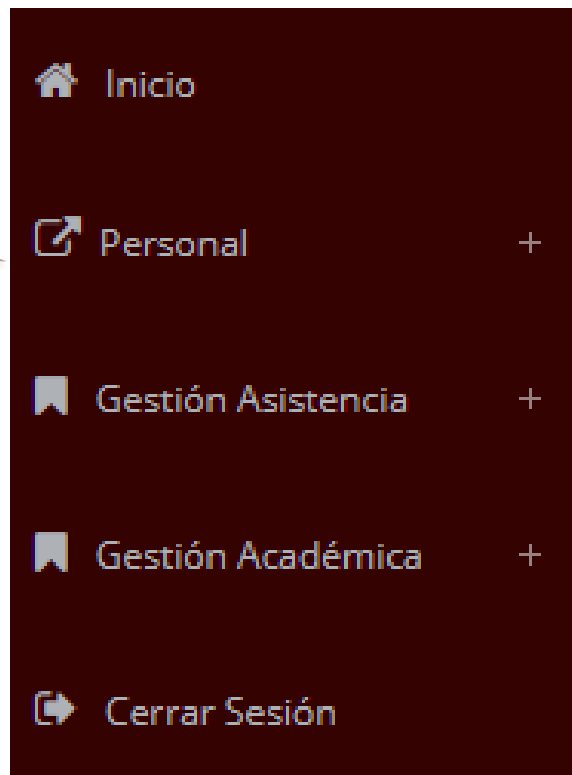 Inicio
Personal +
Gestión Asistencia +
Gestión Académica +
Cerrar Sesión